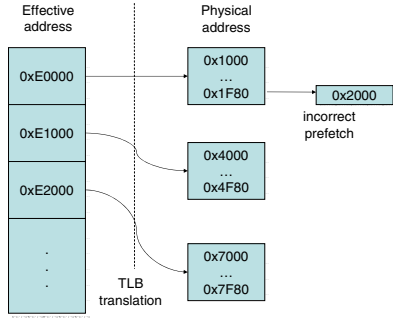 Effective
address
Physical
address
0xE0000
0xE1000
0xE2000
.
.
.
0x1000
...
0x1F80
0x2000
incorrect
prefetch
0x4000
...
0x4F80
0x7000
...
0x7F80
TLB
translation